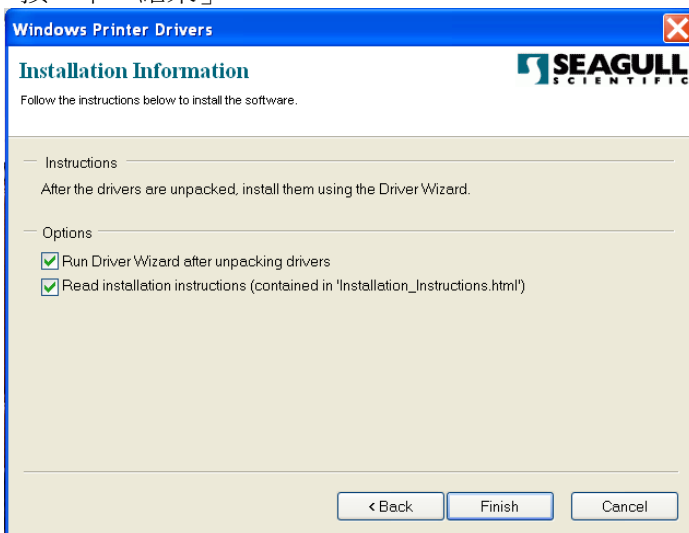 Windows Printer Drivers
Installation Information
SEAGULL
SCIENTIFIC
Follow the instructions below to install the software.
Instructions
After the drivers are unpacked, install them using the Driver Wizard.
Options
Run Driver Wizard after unpacking drivers
Read installation instructions (contained in 'Installation_Instructions.html')
< Back
Finish
Cancel